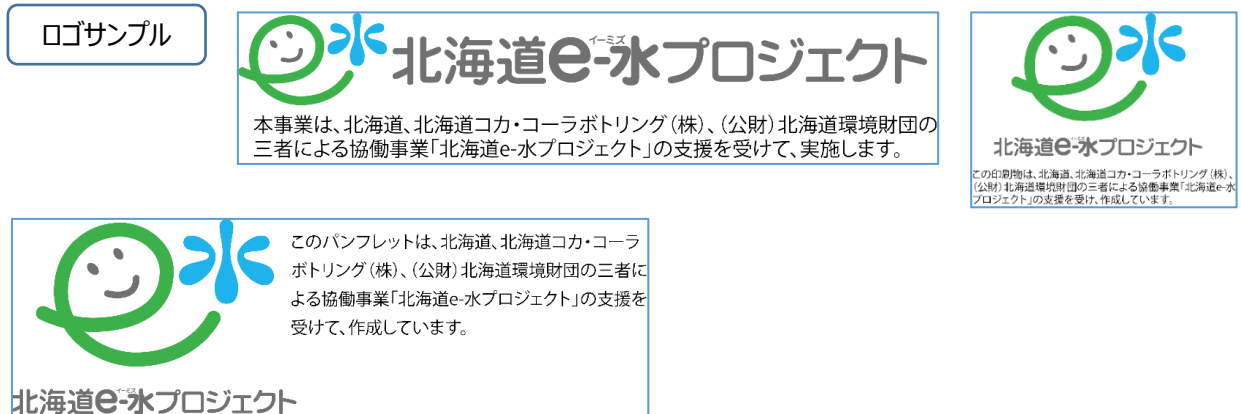 ロゴサンプル
イーミズ
北海道e-水プロジェクト
本事業は、北海道、北海道コカ・コーラボトリング(株)、(公財)北海道環境財団の
三者による協働事業「北海道e-水プロジェクト」の支援を受けて、実施します。
イーミズ
北海道e-水プロジェクト
この印刷物は、北海道、北海道コカ・コーラボトリング(株)、
(公財)北海道環境財団の三者による協働事業「北海道e-水
プロジェクト」の支援を受け、作成しています。
このパンフレットは、北海道、北海道コカ・コーラ
ボトリング(株)、(公財)北海道環境財団の三者に
よる協働事業「北海道e-水プロジェクト」の支援を
受けて、作成しています。
イーミズ
北海道e-水プロジェクト